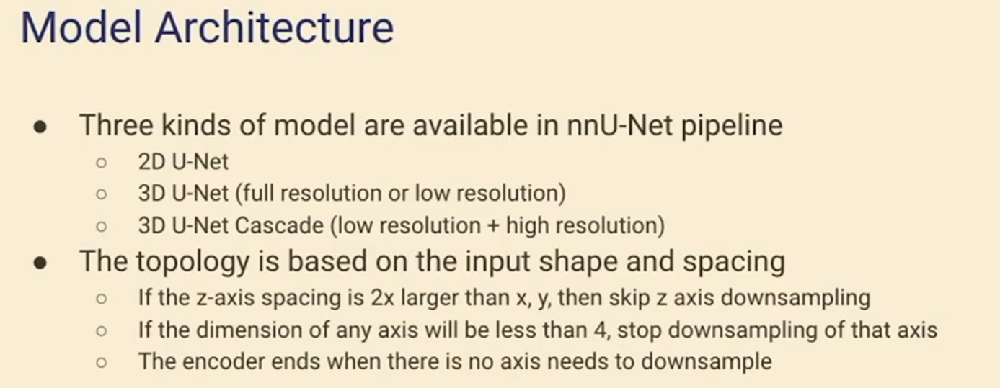 Model Architecture
● Three kinds of model are available in nnU-Net pipeline
○ 2D U-Net
○ 3D U-Net (full resolution or low resolution)
○ 3D U-Net Cascade (low resolution + high resolution)
● The topology is based on the input shape and spacing
○ If the z-axis spacing is 2x larger than x, y, then skip z axis downsampling
○ If the dimension of any axis will be less than 4, stop downsampling of that axis
○ The encoder ends when there is no axis needs to downsample